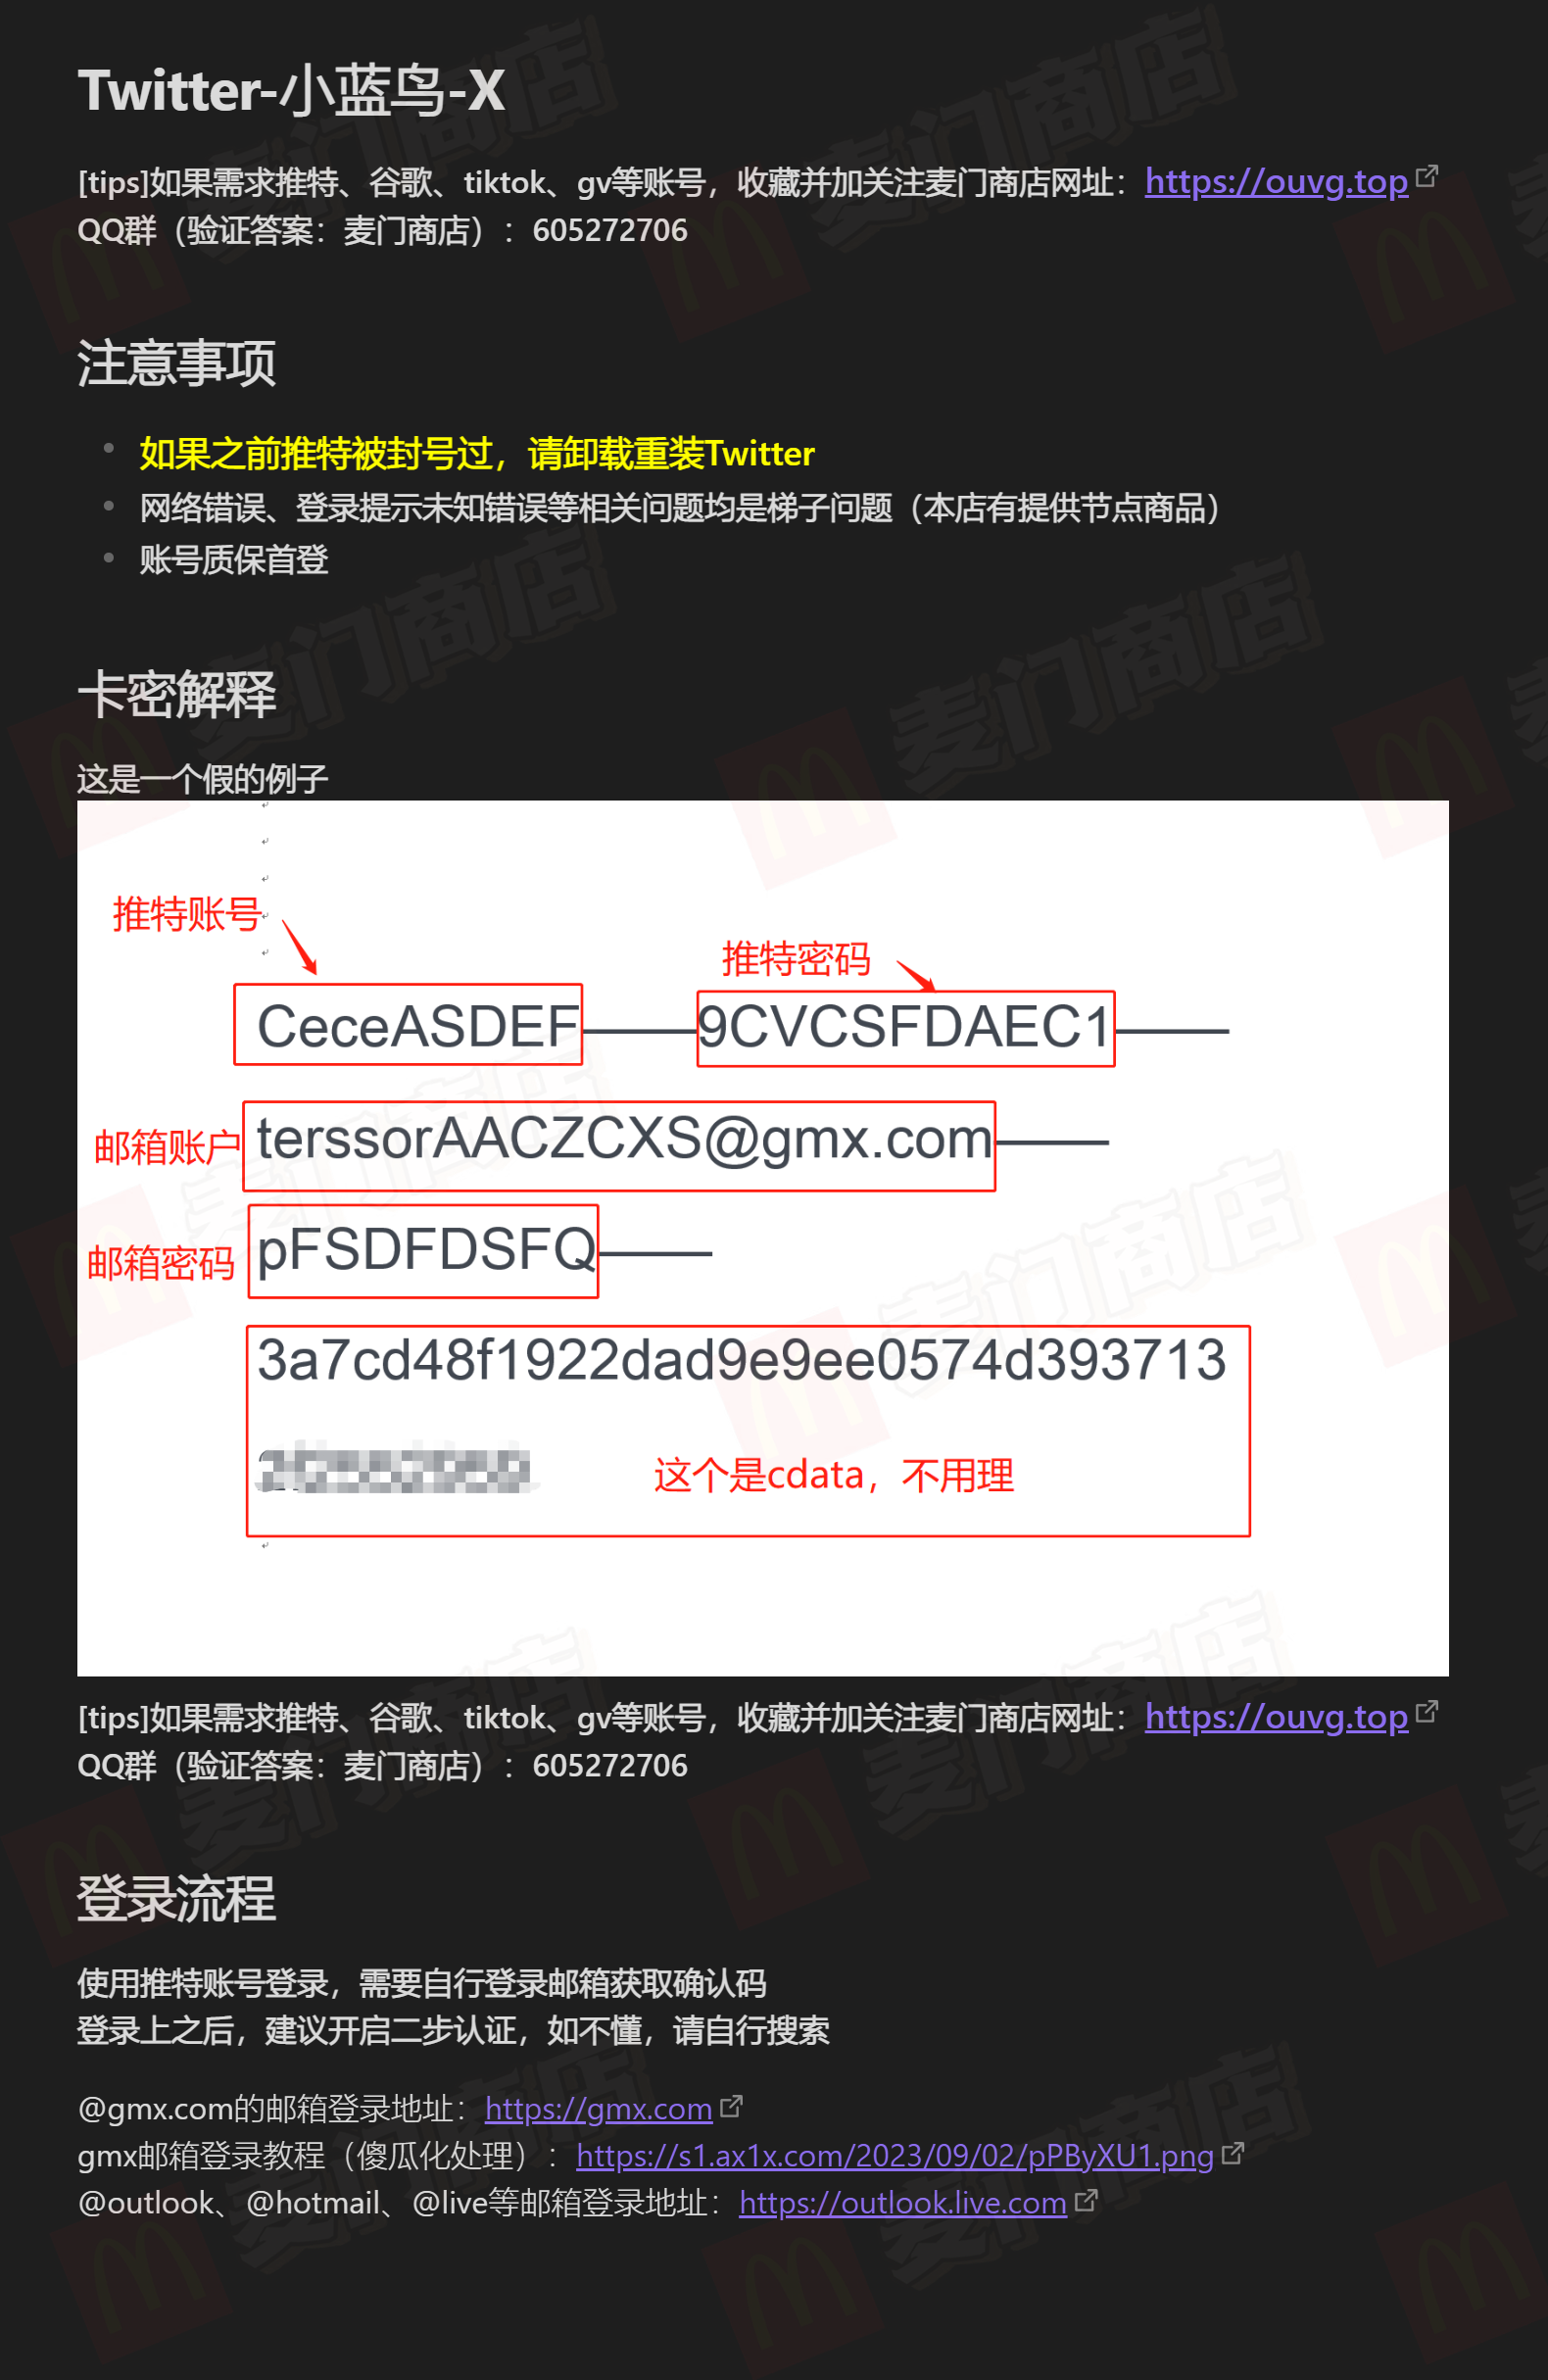 Twitter-小蓝鸟-X
[tips]如果需求推特、谷歌、tiktok、gv等账号，收藏并加关注麦门商店网址：https://ouvg.top
QQ群（验证答案：麦门商店）：605272706
注意事项
如果之前推特被封号过，请卸载重装Twitter
网络错误、登录提示未知错误等相关问题均是梯子问题（本店有提供节点商品）
账号质保首登
卡密解释
这是一个假的例子
推特账号
推特密码
CeceASDEF——9CVCSFDAEC1——
邮箱账户 terssorAACZCXS@gmx.com——
邮箱密码 pFSDFDSFQ——
3a7cd48f1922dad9e9ee0574d393713
这个是cdata，不用理
[tips]如果需求推特、谷歌、tiktok、gv等账号，收藏并加关注麦门商店网址：https://ouvg.top
QQ群（验证答案：麦门商店）：605272706
登录流程
使用推特账号登录，需要自行登录邮箱获取确认码
登录上之后，建议开启二步认证，如不懂，请自行搜索
@gmx.com的邮箱登录地址：https://gmx.com
gmx邮箱登录教程（傻瓜化处理）：https://s1.ax1x.com/2023/09/02/pPByXU1.png
@outlook、@hotmail、@live等邮箱登录地址：https://outlook.live.com
麦门商店